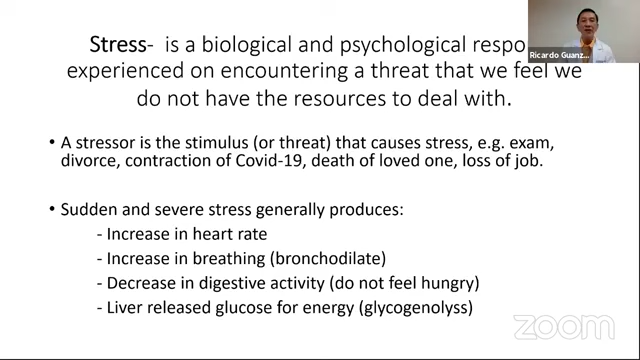 Stress- is a biological and psychological respo
experienced on encountering a threat that we feel we
do not have the resources to deal with.
Ricardo Guanz...
• A stressor is the stimulus (or threat) that causes stress, e.g. exam,
divorce, contraction of Covid-19, death of loved one, loss of job.
• Sudden and severe stress generally produces:
- Increase in heart rate
- Increase in breathing (bronchodilate)
- Decrease in digestive activity (do not feel hungry)
- Liver released glucose for energy (glycogenolyss)
zoom